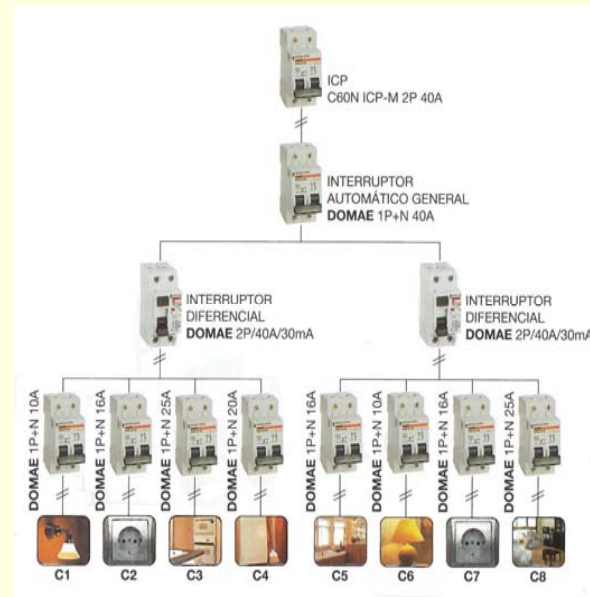 ICP
C60N ICP-M 2P 40A
INTERRUPTOR
AUTOMÁTICO GENERAL
DOMAE 1P+N 40A
INTERRUPTOR
DIFERENCIAL
DOMAE 2P/40A/30mA
INTERRUPTOR
DIFERENCIAL
DOMAE 2P/40A/30mA
DOMAE 1P+N 10A
DOMAE 1P+N 16A
DOMAE 1P+N 25A
DOMAE 1P+N 20A
DOMAE 1P+N 16A
DOMAE 1P+N 10A
DOMAE 1P+N 16A
DOMAE 1P+N 25A
C1
C2
C3
C4
C5
C6
C7
C8